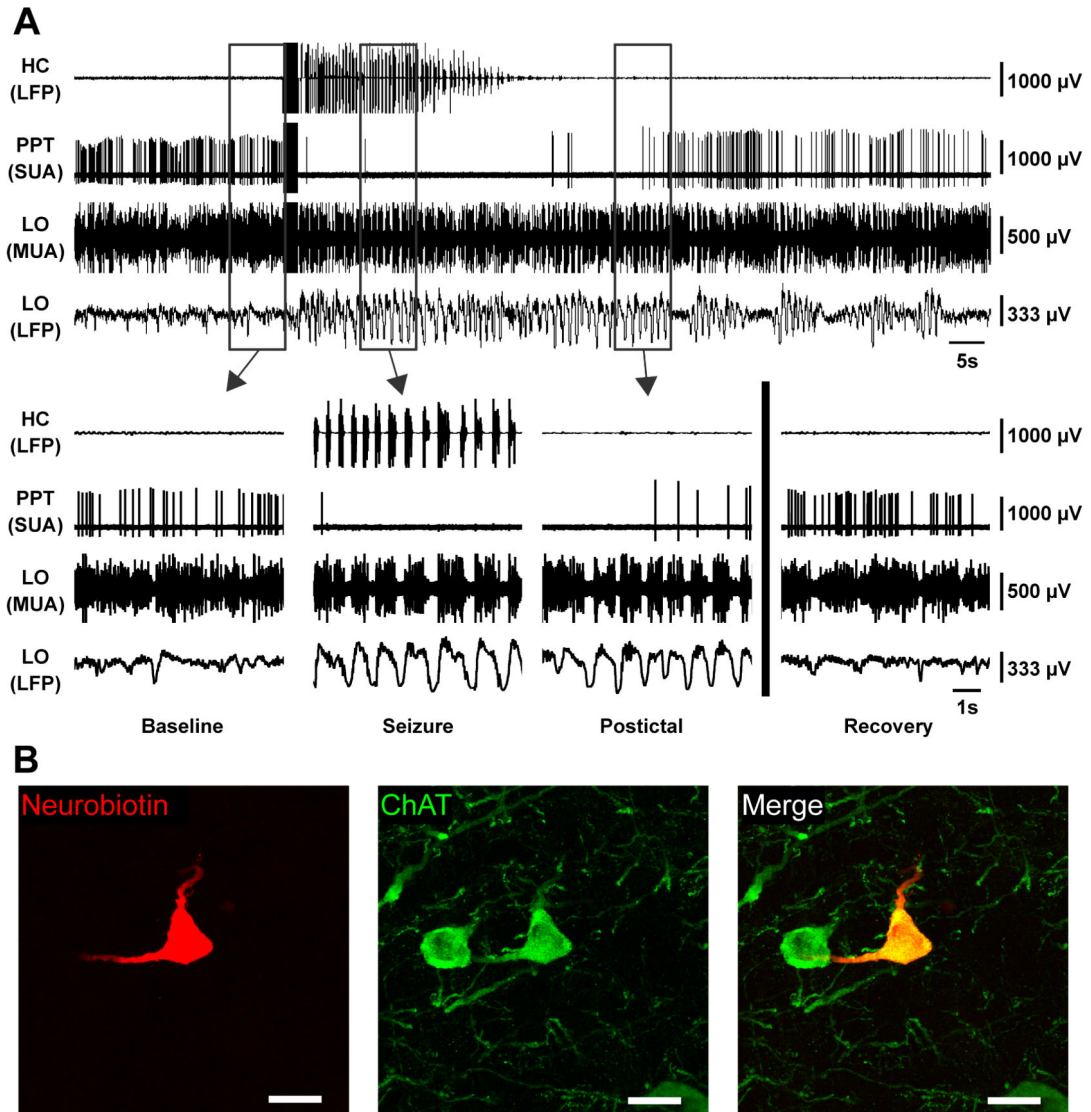 A
HC
(LFP)
1000 µV
PPT
(SUA)
1000 µV
LO
(MUA)
500 µV
LO
(LFP)
333 µV
5s
HC
(LFP)
1000 µV
PPT
(SUA)
1000 µV
LO
(MUA)
500 µV
LO
(LFP)
333 µV
1s
Baseline Seizure Postictal Recovery
B
Neurobiotin ChAT Merge